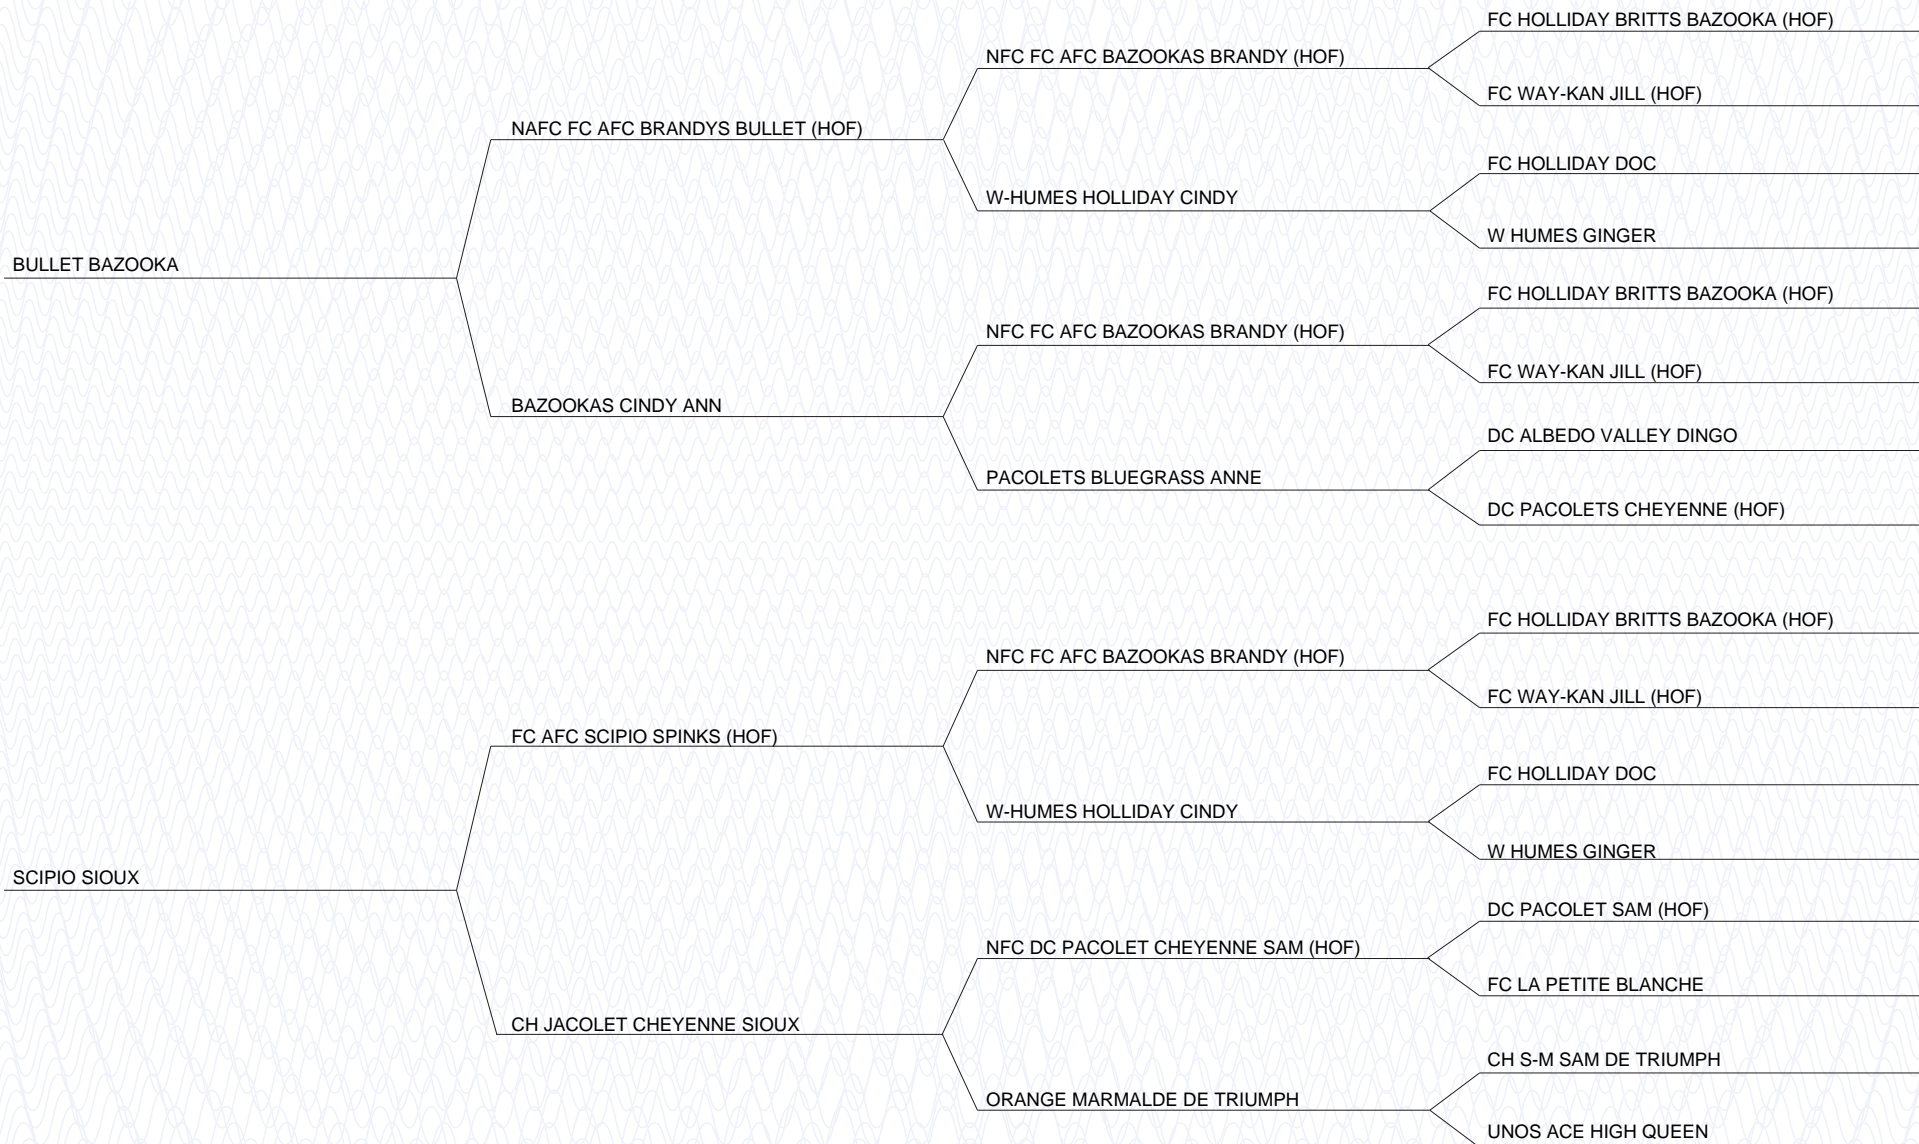 FC HOLLIDAY BRITTS BAZOOKA (HOF)
NFC FC AFC BAZOOKAS BRANDY (HOF)
FC WAY-KAN JILL (HOF)
NAFC FC AFC BRANDYS BULLET (HOF)
FC HOLLIDAY DOC
W-HUMES HOLLIDAY CINDY
W HUMES GINGER
BULLET BAZOOKA
FC HOLLIDAY BRITTS BAZOOKA (HOF)
NFC FC AFC BAZOOKAS BRANDY (HOF)
FC WAY-KAN JILL (HOF)
BAZOOKAS CINDY ANN
DC ALBEDO VALLEY DINGO
PACOLETS BLUEGRASS ANNE
DC PACOLETS CHEYENNE (HOF)
FC HOLLIDAY BRITTS BAZOOKA (HOF)
NFC FC AFC BAZOOKAS BRANDY (HOF)
FC WAY-KAN JILL (HOF)
FC AFC SCIPIO SPINKS (HOF)
FC HOLLIDAY DOC
W-HUMES HOLLIDAY CINDY
W HUMES GINGER
SCIPIO SIOUX
DC PACOLET SAM (HOF)
NFC DC PACOLET CHEYENNE SAM (HOF)
FC LA PETITE BLANCHE
CH JACOLET CHEYENNE SIOUX
CH S-M SAM DE TRIUMPH
ORANGE MARMALDE DE TRIUMPH
UNOS ACE HIGH QUEEN